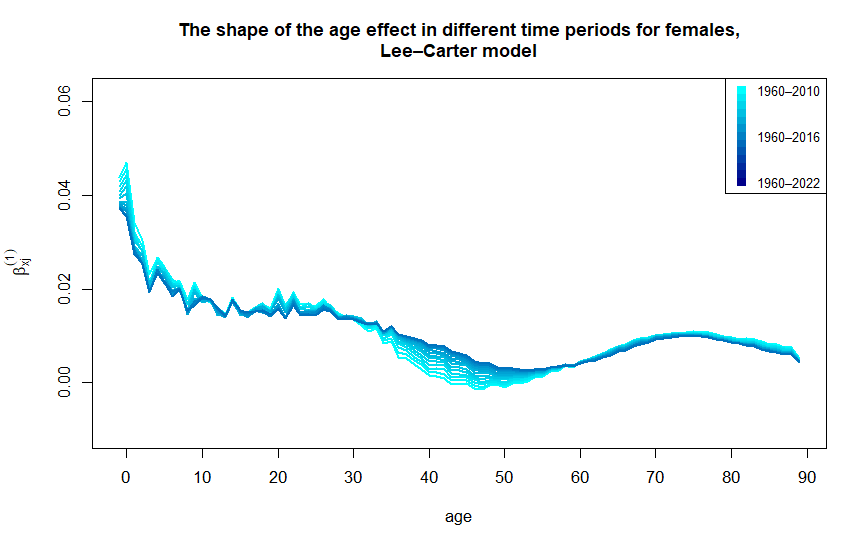 The shape of the age effect in different time periods for females,
Lee–Carter model
0.06
0.04
0.02
0.00
β_xj^(1)
1960–2010
1960–2016
1960–2022
0 10 20 30 40 50 60 70 80 90
age